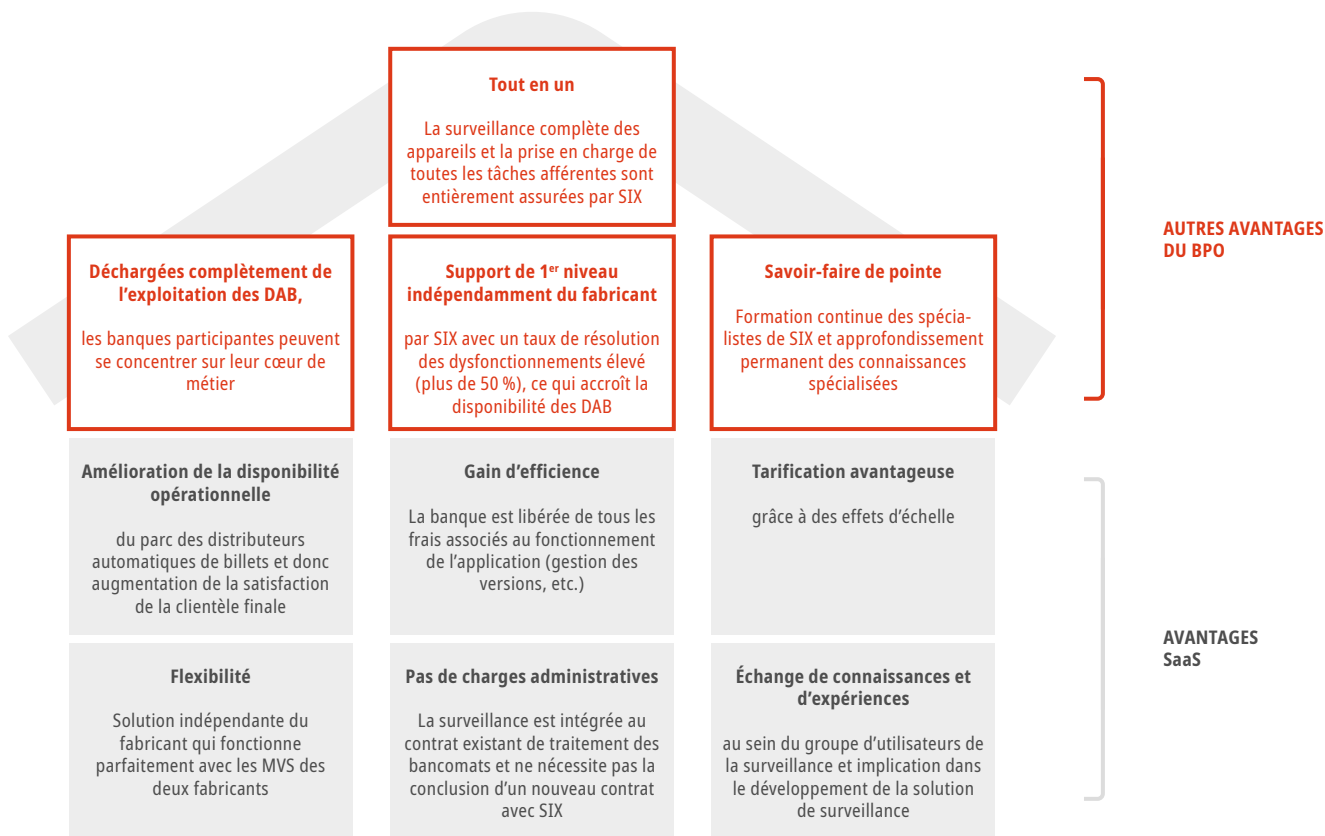 Tout en un
La surveillance complète des
appareils et la prise en charge de
toutes les tâches afférentes sont
entièrement assurées par SIX
AUTRES AVANTAGES
DU BPO
Déchargées complètement de
l’exploitation des DAB,
les banques participantes peuvent
se concentrer sur leur cœur de
métier
Support de 1er niveau
indépendamment du fabricant
par SIX avec un taux de résolution
des dysfonctionnements élevé
(plus de 50 %), ce qui accroît la
disponibilité des DAB
Savoir-faire de pointe
Formation continue des spécia-
listes de SIX et approfondissement
permanent des connaissances
spécialisées
Amélioration de la disponibilité
opérationnelle
du parc des distributeurs
automatiques de billets et donc
augmentation de la satisfaction
de la clientèle finale
Gain d’efficience
La banque est libérée de tous les
frais associés au fonctionnement
de l’application (gestion des
versions, etc.)
Tarification avantageuse
grâce à des effets d’échelle
AVANTAGES
SaaS
Flexibilité
Solution indépendante du
fabricant qui fonctionne
parfaitement avec les MVS des
deux fabricants
Pas de charges administratives
La surveillance est intégrée au
contrat existant de traitement des
bancomats et ne nécessite pas la
conclusion d’un nouveau contrat
avec SIX
Échange de connaissances et
d’expériences
au sein du groupe d’utilisateurs de
la surveillance et implication dans
le développement de la solution
de surveillance